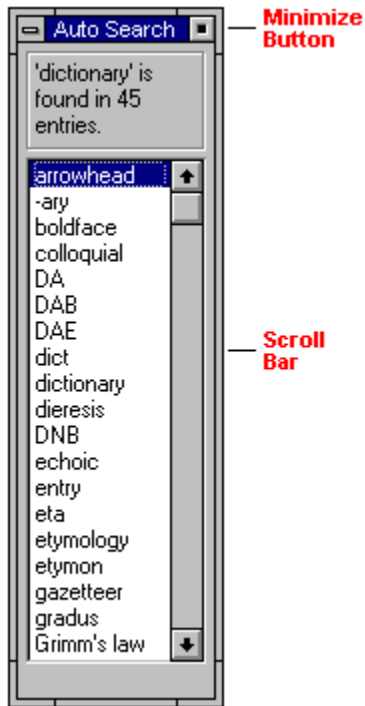 Auto Search
Minimize
Button
'dictionary' is
found in 45
entries.
arrowhead
-ary
boldface
colloquial
DA
DAB
DAE
dict
dictionary
dieresis
DNB
echoic
entry
eta
etymology
etymon
gazetteer
gradus
Grimm's law
Scroll
Bar